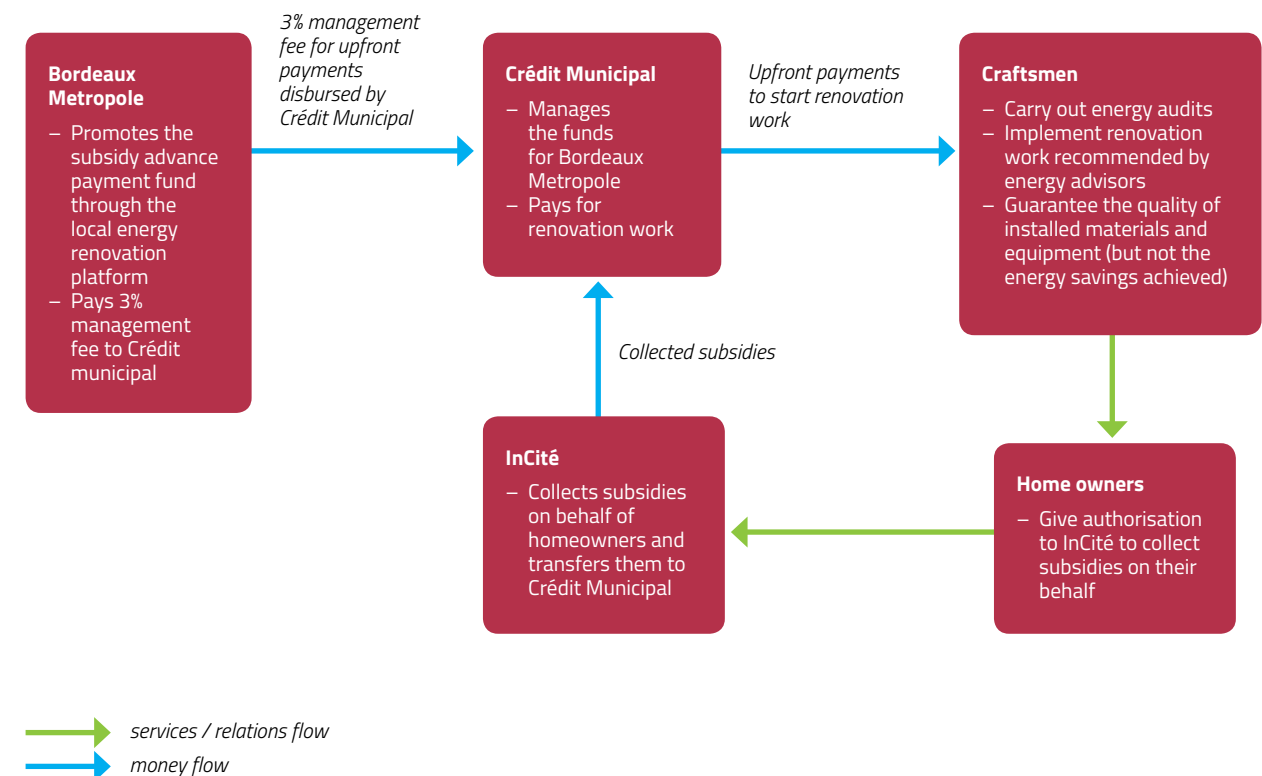 Bordeaux
Metropole
– Promotes the
subsidy advance
payment fund
through the
local energy
renovation
platform
– Pays 3%
management
fee to Crédit
municipal
3% management
fee for upfront
payments
disbursed by
Crédit Municipal
Crédit Municipal
– Manages
the funds
for Bordeaux
Metropole
– Pays for
renovation work
Upfront payments
to start renovation
work
Craftsmen
– Carry out energy audits
– Implement renovation
work recommended by
energy advisors
– Guarantee the quality of
installed materials and
equipment (but not the
energy savings achieved)
Collected subsidies
InCité
– Collects subsidies
on behalf of
homeowners and
transfers them to
Crédit Municipal
Home owners
– Give authorisation
to InCité to collect
subsidies on their
behalf
services / relations flow
money flow